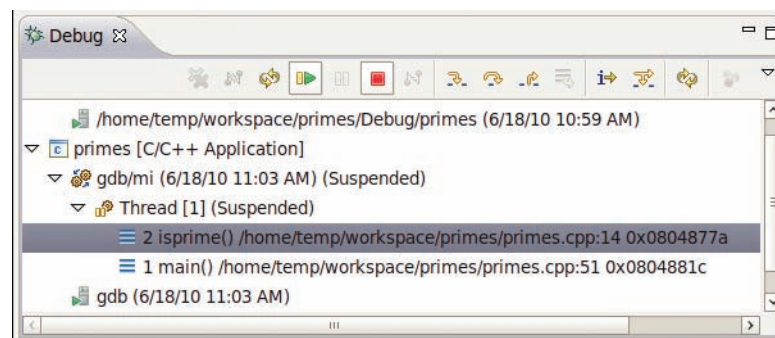 Debug
/home/temp/workspace/primes/Debug/primes (6/18/10 10:59 AM)
primes [C/C++ Application]
gdb/mi (6/18/10 11:03 AM) (Suspended)
Thread [1] (Suspended)
2 isprime() /home/temp/workspace/primes/primes.cpp:14 0x0804877a
1 main() /home/temp/workspace/primes/primes.cpp:51 0x0804881c
gdb (6/18/10 11:03 AM)